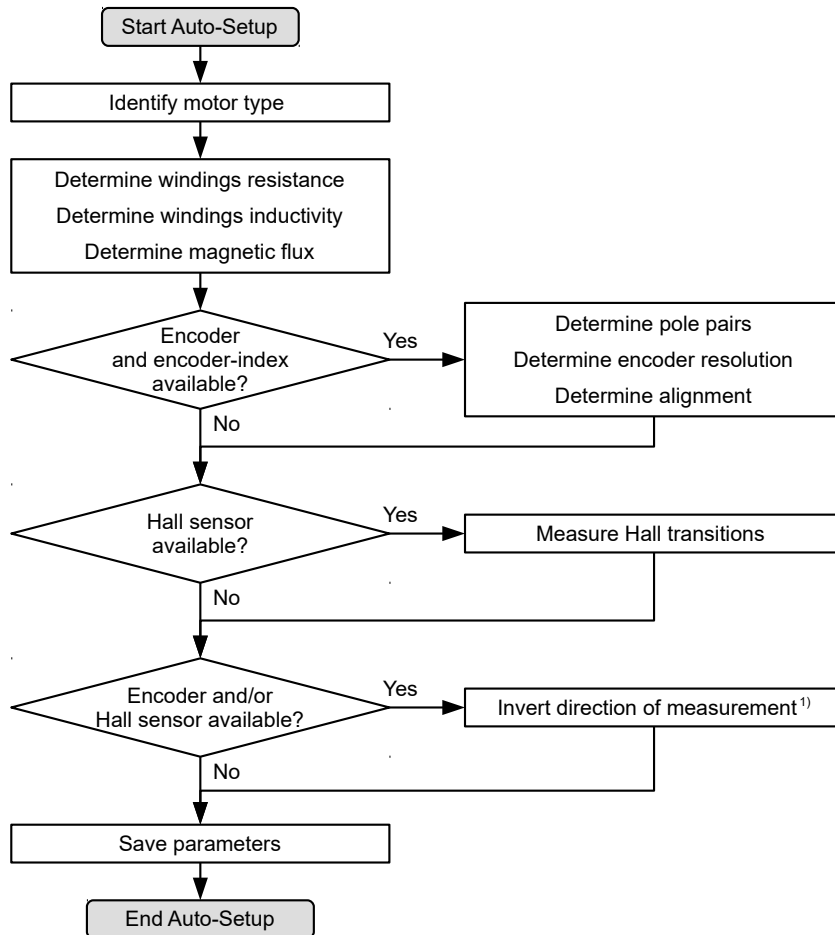 Start Auto-Setup
Identify motor type
Determine windings resistance
Determine windings inductivity
Determine magnetic flux
Encoder
and encoder-index
available?
Yes
Determine pole pairs
Determine encoder resolution
Determine alignment
No
Hall sensor
available?
Yes
Measure Hall transitions
No
Encoder and/or
Hall sensor available?
Yes
Invert direction of measurement 1)
No
Save parameters
End Auto-Setup